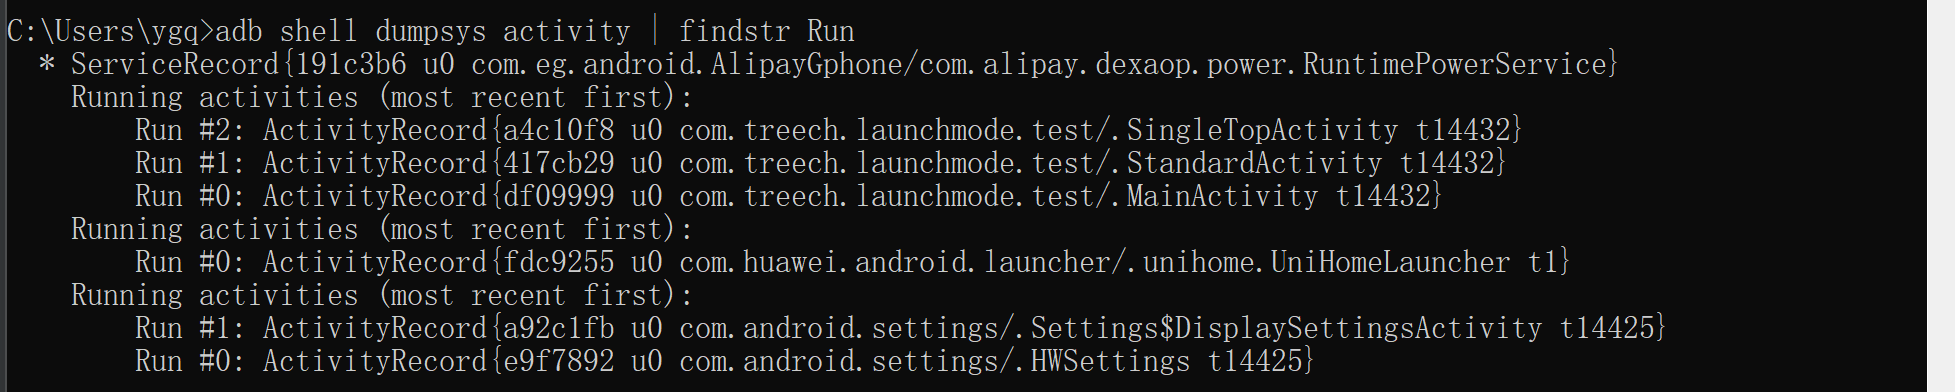 C:\Users\ygq>adb shell dumpsys activity | findstr Run
* ServiceRecord{191c3b6 u0 com.eg.android.AlipayGphone/com.alipay.dexaop.power.RuntimePowerService}
Running activities (most recent first):
Run #2: ActivityRecord{a4c10f8 u0 com.treech.launchmode.test/.SingleTopActivity t14432}
Run #1: ActivityRecord{417cb29 u0 com.treech.launchmode.test/.StandardActivity t14432}
Run #0: ActivityRecord{df09999 u0 com.treech.launchmode.test/.MainActivity t14432}
Running activities (most recent first):
Run #0: ActivityRecord{fdc9255 u0 com.huawei.android.launcher/.unihome.UniHomeLauncher t1}
Running activities (most recent first):
Run #1: ActivityRecord{a92c1fb u0 com.android.settings/.Settings$DisplaySettingsActivity t14425}
Run #0: ActivityRecord{e9f7892 u0 com.android.settings/.HWSettings t14425}